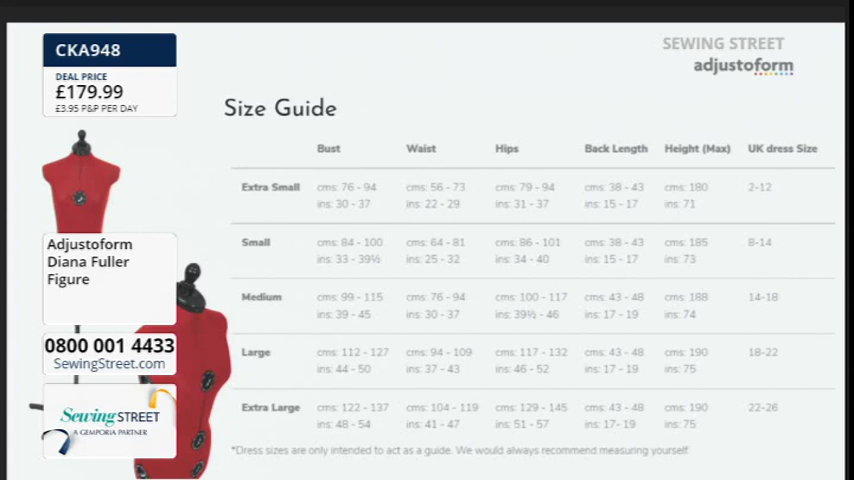 CKA948
DEAL PRICE
£179.99
£3.95 P&P PER DAY
Adjustoform
Diana Fuller
Figure
0800 001 4433
SewingStreet.com
Sewing STREET
A GEMPORIA PARTNER
SEWING STREET
adjustoform
Size Guide
Bust Waist Hips Back Length Height (Max) UK dress Size
Extra Small cms: 76 - 94 cms: 56 - 73 cms: 79 - 94 cms: 38 - 43 cms: 180 2-12
ins: 30 - 37 ins: 22 - 29 ins: 31 - 37 ins: 15 - 17 ins: 71
Small cms: 84 - 100 cms: 64 - 81 cms: 86 - 101 cms: 38 - 43 cms: 185 8-14
ins: 33 - 39½ ins: 25 - 32 ins: 34 - 40 ins: 15 - 17 ins: 73
Medium cms: 99 - 115 cms: 76 - 94 cms: 100 - 117 cms: 43 - 48 cms: 188 14-18
ins: 39 - 45 ins: 30 - 37 ins: 39½ - 46 ins: 17 - 19 ins: 74
Large cms: 112 - 127 cms: 94 - 109 cms: 117 - 132 cms: 43 - 48 cms: 190 18-22
ins: 44 - 50 ins: 37 - 43 ins: 46 - 52 ins: 17 - 19 ins: 75
Extra Large cms: 122 - 137 cms: 104 - 119 cms: 129 - 145 cms: 43 - 48 cms: 190 22-26
ins: 48 - 54 ins: 41 - 47 ins: 51 - 57 ins: 17- 19 ins: 75
*Dress sizes are only intended to act as a guide. We would always recommend measuring yourself.